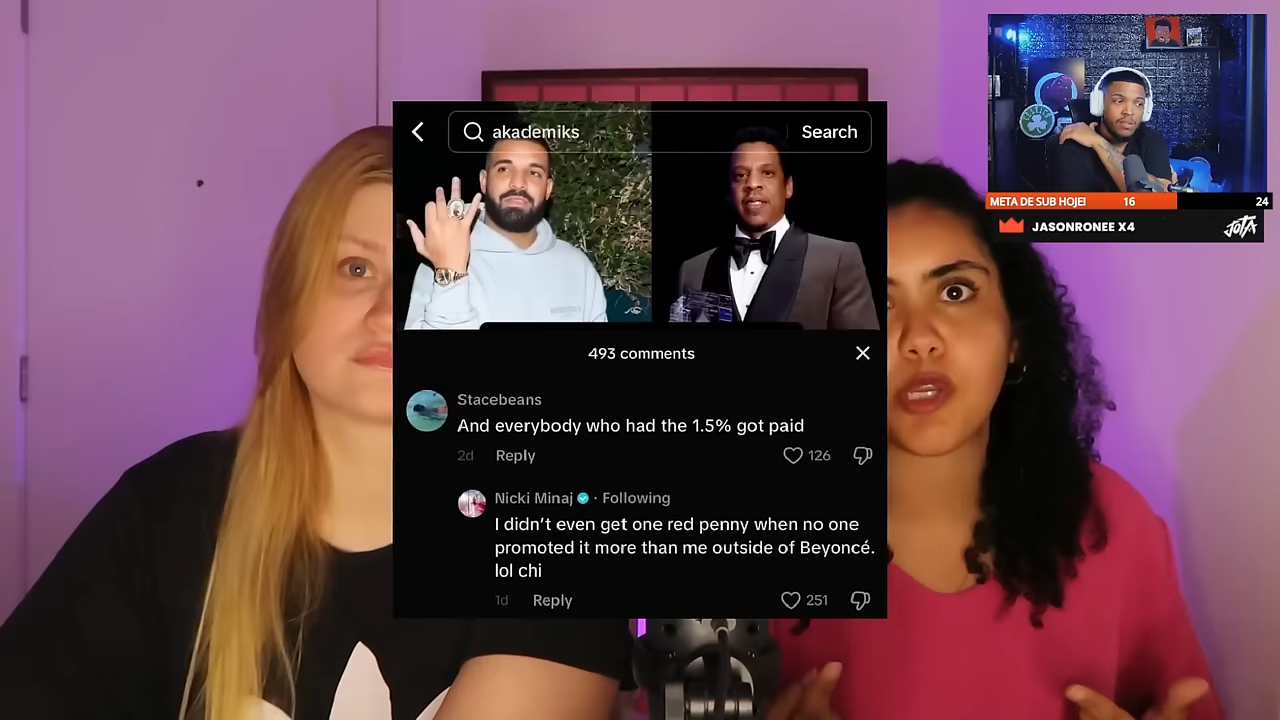 akademiks
Search
493 comments
Stacebeans
And everybody who had the 1.5% got paid
2d Reply
126
Nicki Minaj · Following
I didn't even get one red penny when no one
promoted it more than me outside of Beyoncé.
lol chi
1d Reply
251
META DE SUB HOJE! 16 24
JASONRONEE X4
JOTA